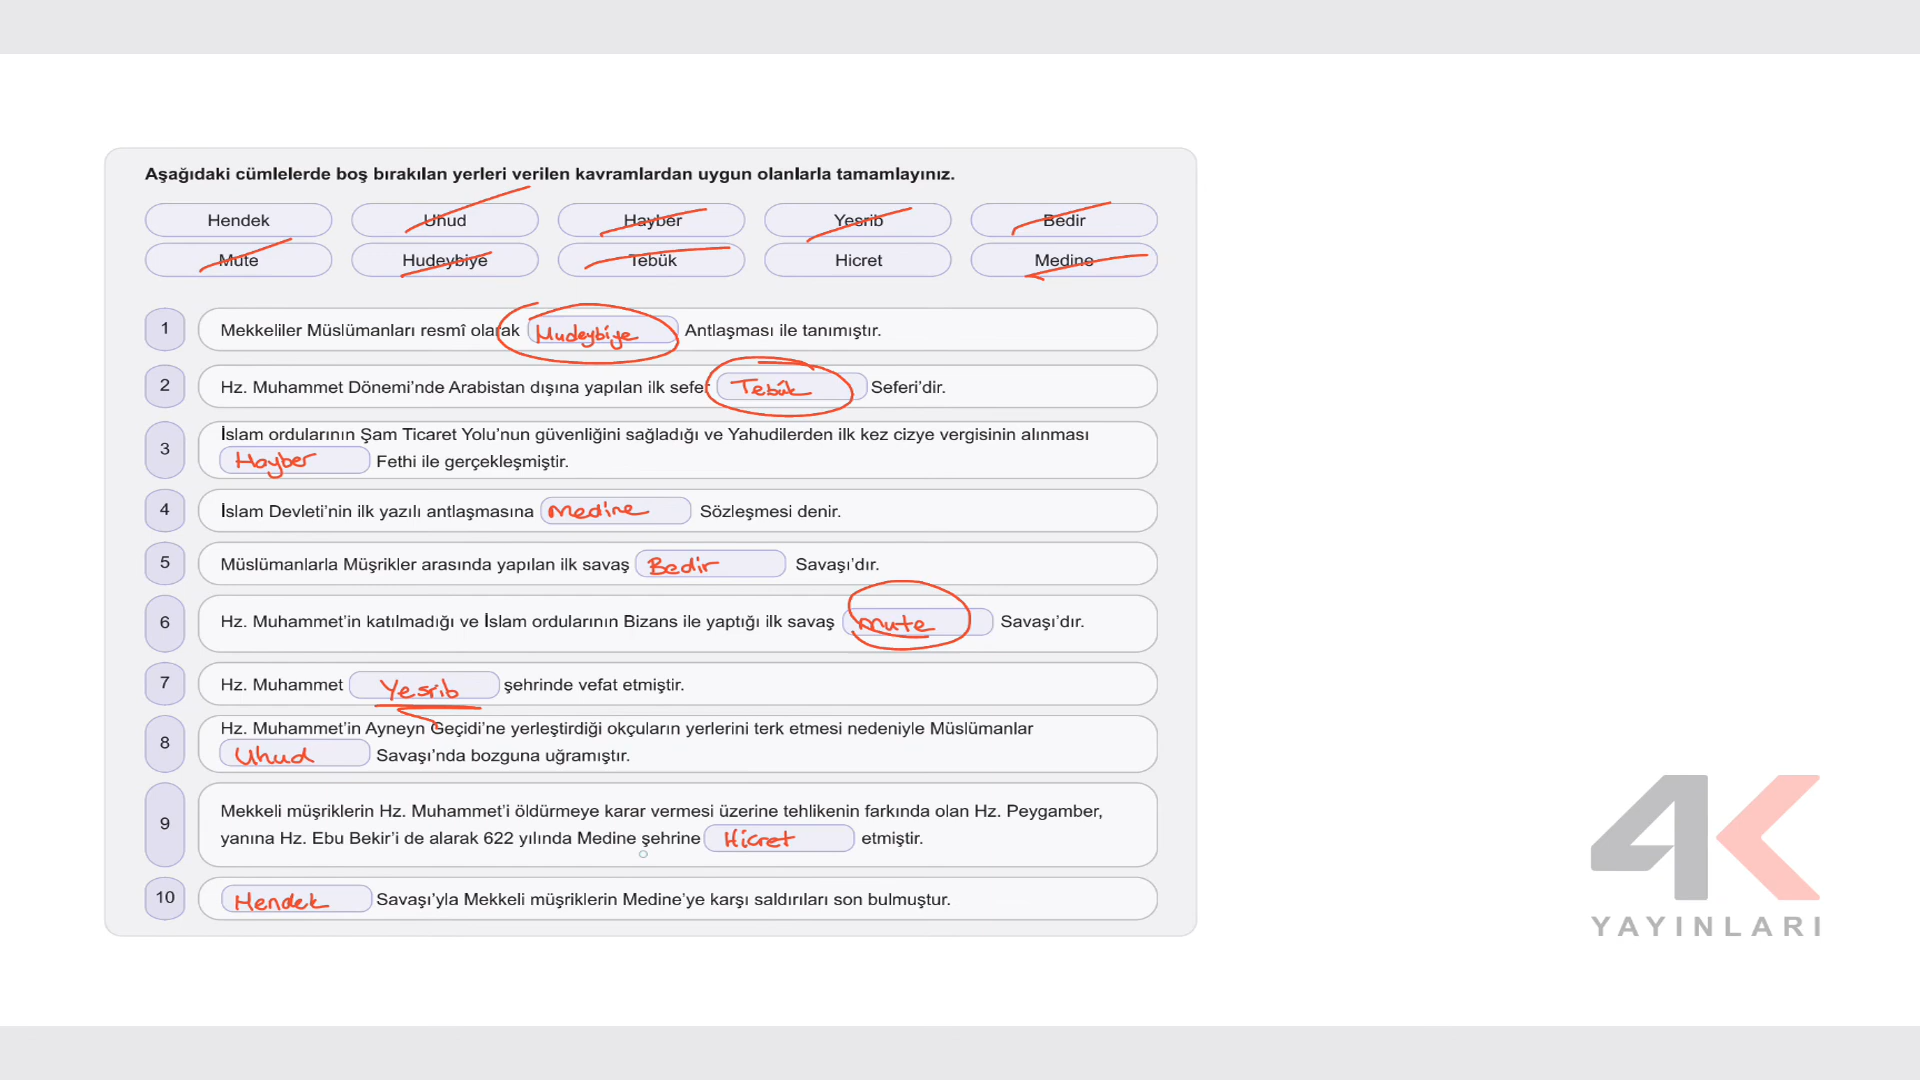 Aşağıdaki cümlelerde boş bırakılan yerleri verilen kavramlardan uygun olanlarla tamamlayınız.
Hendek Uhud Hayber Yesrib Bedir
Mute Hudeybiye Tebük Hicret Medine
1 Mekkeliler Müslümanları resmî olarak Hudeybiye Antlaşması ile tanımıştır.
2 Hz. Muhammet Dönemi’nde Arabistan dışına yapılan ilk sefer Tebük Seferi’dir.
3 İslam ordularının Şam Ticaret Yolu’nun güvenliğini sağladığı ve Yahudilerden ilk kez cizye vergisinin alınması
Hayber Fethi ile gerçekleşmiştir.
4 İslam Devleti’nin ilk yazılı antlaşmasına Medine Sözleşmesi denir.
5 Müslümanlarla Müşrikler arasında yapılan ilk savaş Bedir Savaşı’dır.
6 Hz. Muhammet’in katılmadığı ve İslam ordularının Bizans ile yaptığı ilk savaş Mute Savaşı’dır.
7 Hz. Muhammet Yesrib şehrinde vefat etmiştir.
8 Hz. Muhammet’in Ayneyn Geçidi’ne yerleştirdiği okçuların yerlerini terk etmesi nedeniyle Müslümanlar
Uhud Savaşı’nda bozguna uğramıştır.
9 Mekkeli müşriklerin Hz. Muhammet’i öldürmeye karar vermesi üzerine tehlikenin farkında olan Hz. Peygamber,
yanına Hz. Ebu Bekir’i de alarak 622 yılında Medine şehrine Hicret etmiştir.
10 Hendek Savaşı’yla Mekkeli müşriklerin Medine’ye karşı saldırıları son bulmuştur.
4K
YAYINLARI